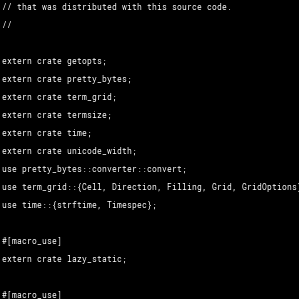 // that was distributed with this source code.
//
extern crate getopts;
extern crate pretty_bytes;
extern crate term_grid;
extern crate termsize;
extern crate time;
extern crate unicode_width;
use pretty_bytes::converter::convert;
use term_grid::{Cell, Direction, Filling, Grid, GridOptions}
use time::{strftime, Timespec};
#[macro_use]
extern crate lazy_static;
#[macro_use]